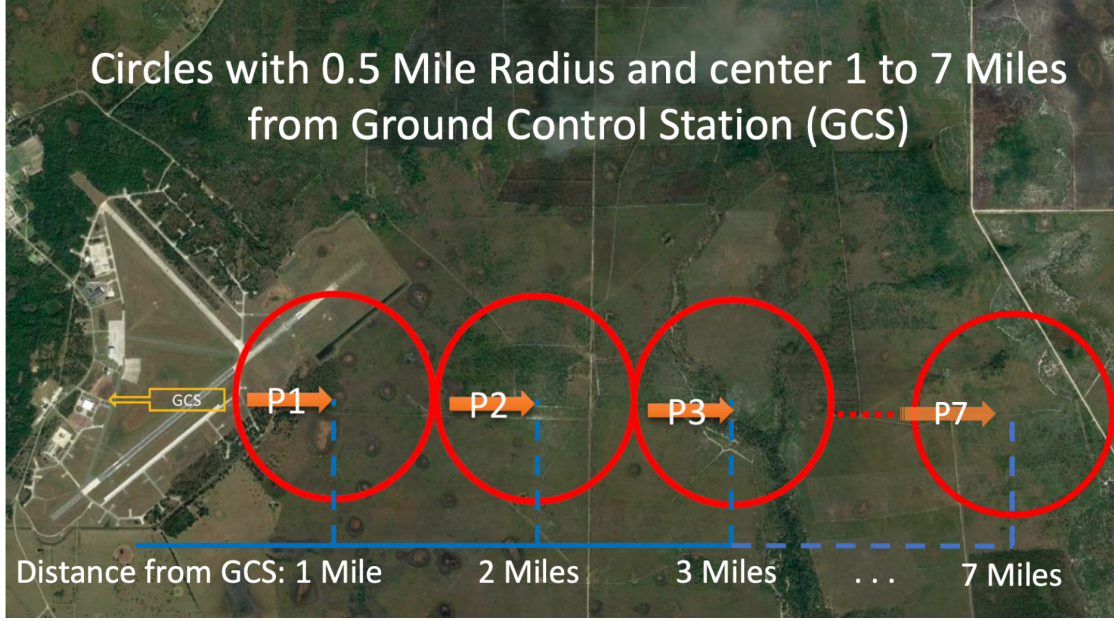 Circles with 0.5 Mile Radius and center 1 to 7 Miles
from Ground Control Station (GCS)
GCS
P1
P2
P3
P7
Distance from GCS: 1 Mile
2 Miles
3 Miles
. . .
7 Miles